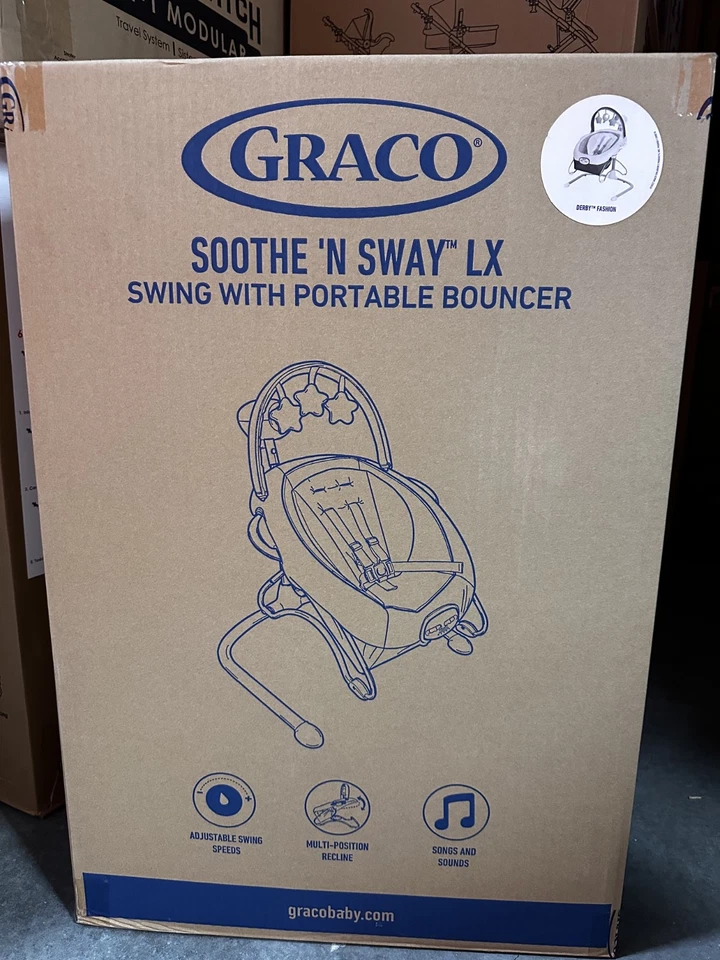 MODULAR
Travel System |
GRACO®
DERBY™ FASHION
SOOTHE 'N SWAY™ LX
SWING WITH PORTABLE BOUNCER
- +
ADJUSTABLE SWING
SPEEDS
MULTI-POSITION
RECLINE
SONGS AND
SOUNDS
gracobaby.com